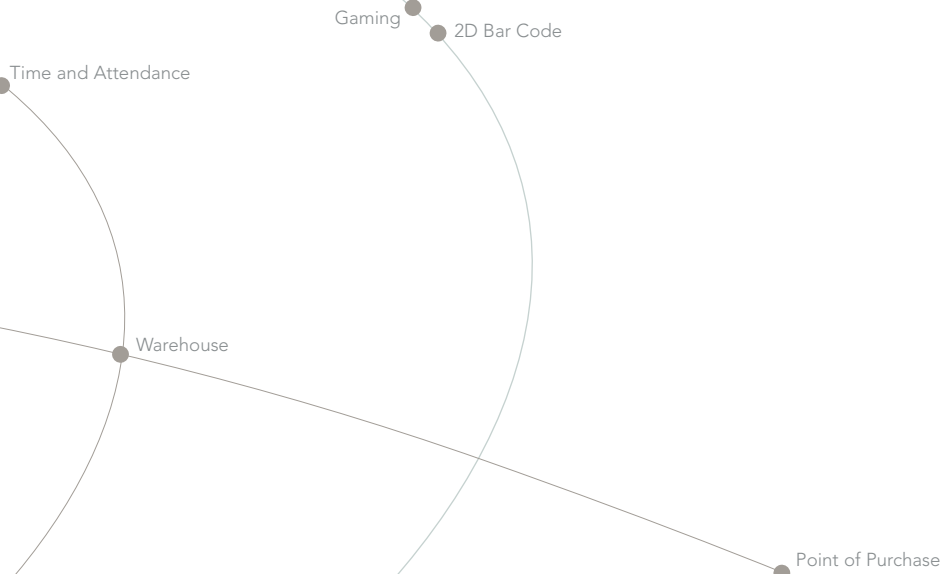 Gaming
2D Bar Code
Time and Attendance
Warehouse
Point of Purchase